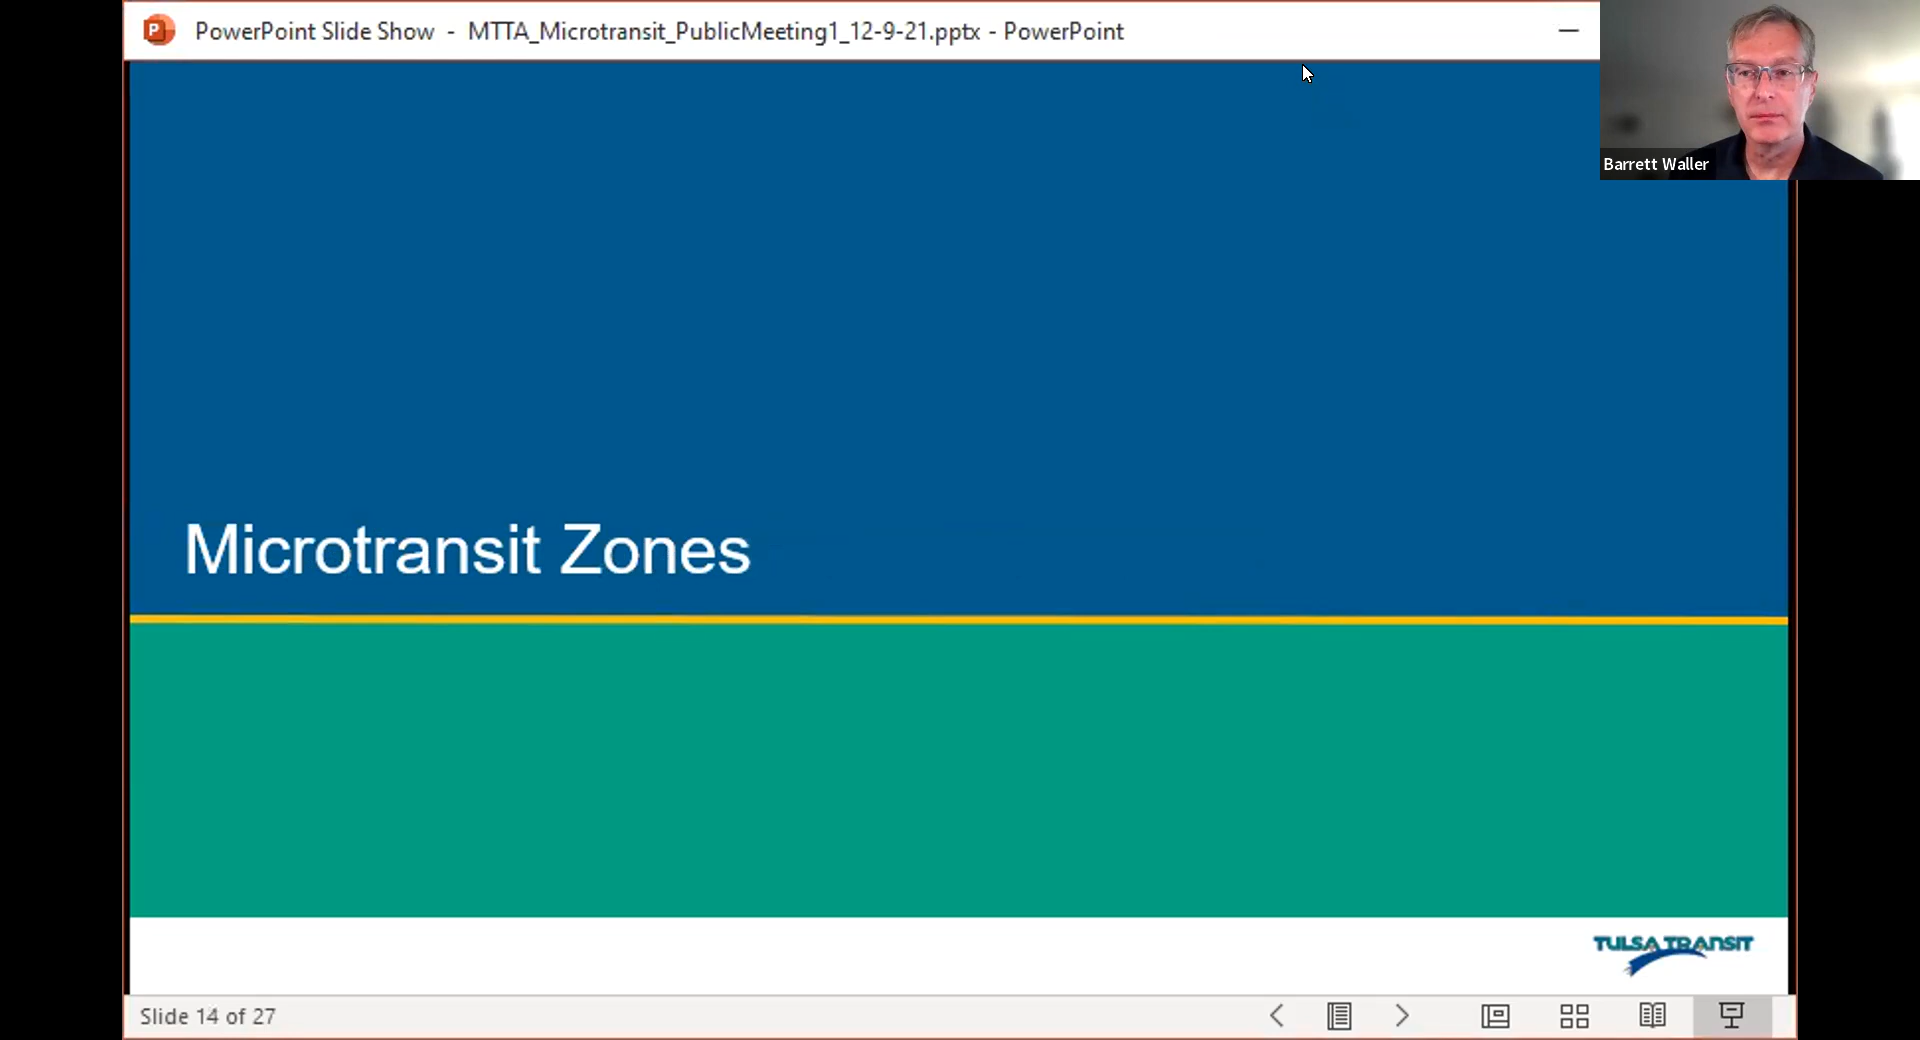 PowerPoint Slide Show - MTTA_Microtransit_PublicMeeting1_12-9-21.pptx - PowerPoint
Barrett Waller
Microtransit Zones
TULSA TRANSIT
Slide 14 of 27